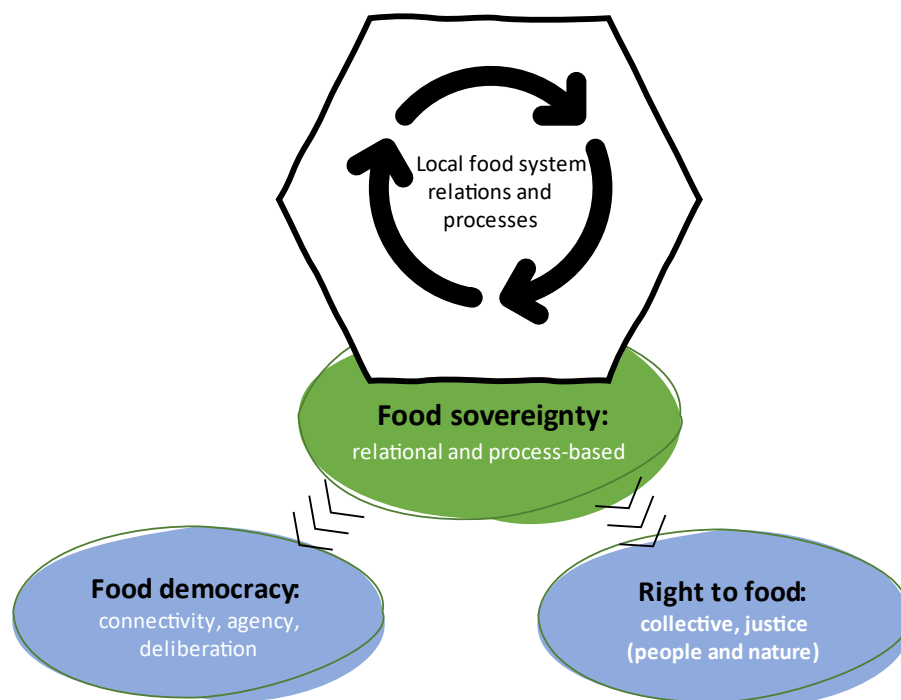 Local food system
relations and
processes
Food sovereignty:
relational and process-based
Food democracy:
connectivity, agency,
deliberation
Right to food:
collective, justice
(people and nature)